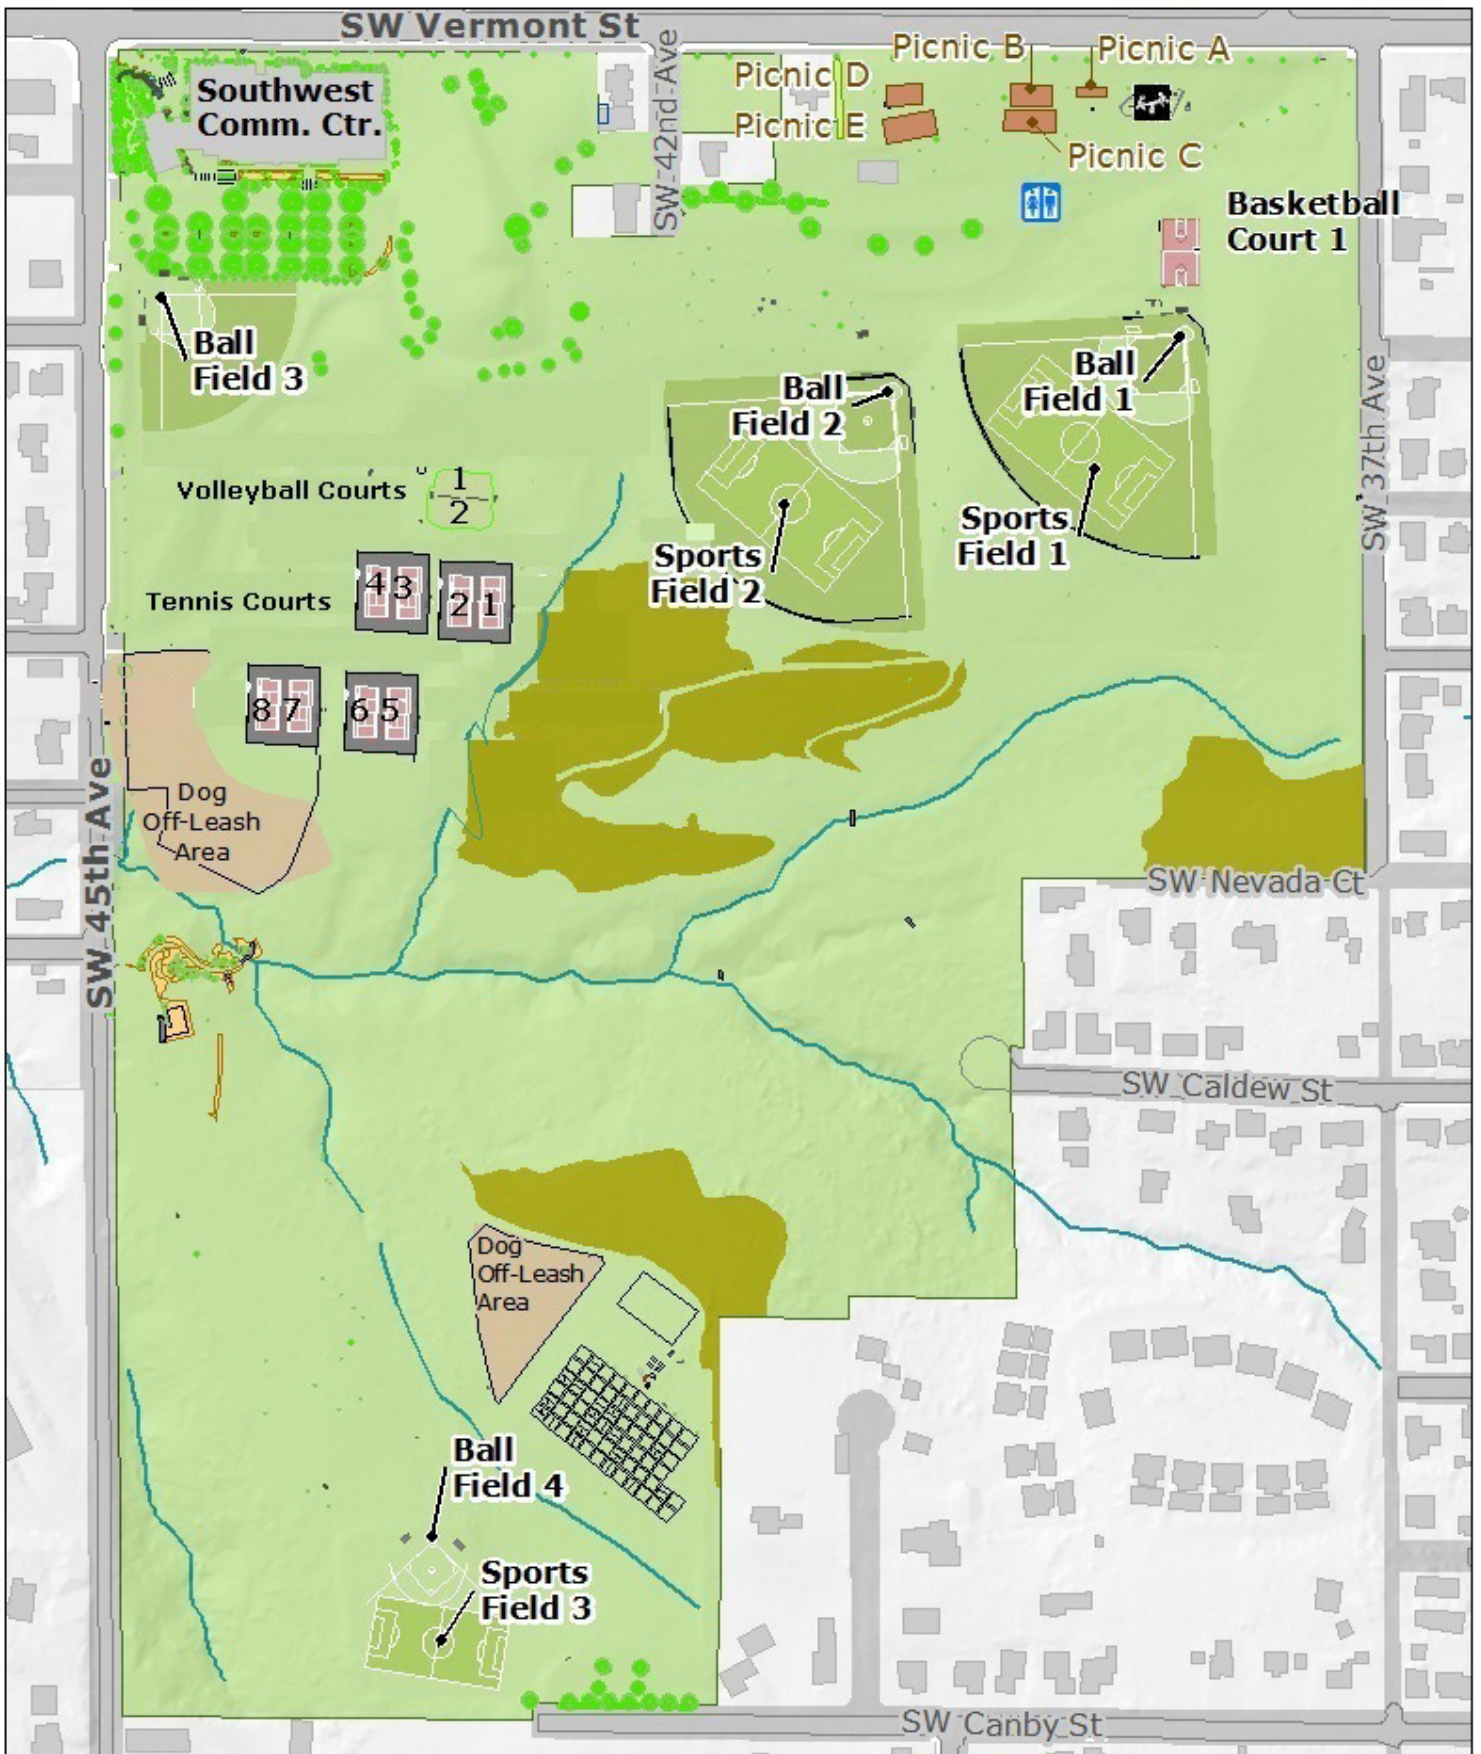 SW Vermont St
SW 42nd Ave
Picnic B
Picnic A
Picnic D
Picnic E
Picnic C
Southwest
Comm. Ctr.
Basketball
Court 1
Ball
Field 3
Ball
Field 2
Ball
Field 1
SW 37th Ave
Volleyball Courts
1
2
Sports
Field 2
Sports
Field 1
Tennis Courts
4 3
2 1
8 7
6 5
Dog
Off-Leash
Area
SW 45th Ave
SW Nevada Ct
SW Caldew St
Dog
Off-Leash
Area
Ball
Field 4
Sports
Field 3
SW Canby St